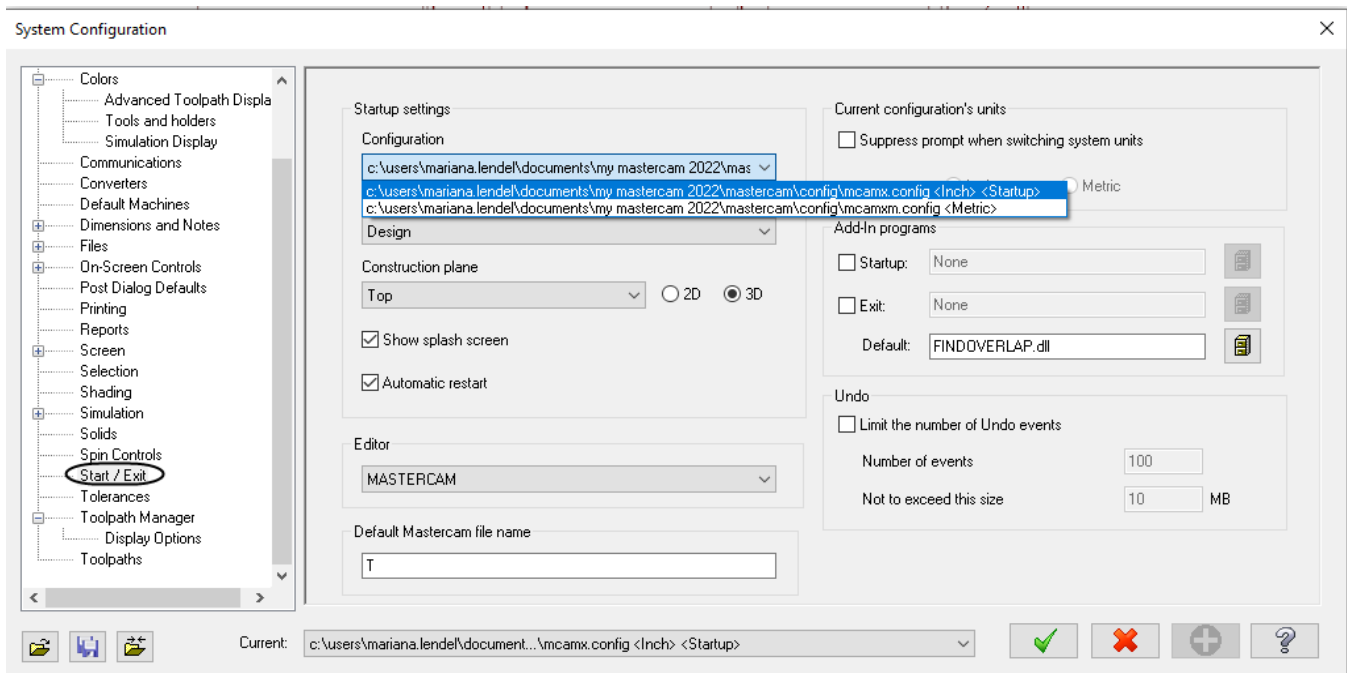 System Configuration
Colors
Advanced Toolpath Displa
Tools and holders
Simulation Display
Communications
Converters
Default Machines
Dimensions and Notes
Files
On-Screen Controls
Post Dialog Defaults
Printing
Reports
Screen
Selection
Shading
Simulation
Solids
Spin Controls
Start / Exit
Tolerances
Toolpath Manager
Display Options
Toolpaths
Startup settings
Configuration
c:\users\mariana.lendel\documents\my mastercam 2022\mas
c:\users\mariana.lendel\documents\my mastercam 2022\mastercam\config\mcamx.config <Inch> <Startup>
c:\users\mariana.lendel\documents\my mastercam 2022\mastercam\config\mcamxm.config <Metric>
Design
Construction plane
Top
2D
3D
Show splash screen
Automatic restart
Editor
MASTERCAM
Default Mastercam file name
T
Current configuration's units
Suppress prompt when switching system units
Metric
Add-In programs
Startup:
None
Exit:
None
Default:
FINDOVERLAP.dll
Undo
Limit the number of Undo events
Number of events
100
Not to exceed this size
10
MB
Current:
c:\users\mariana.lendel\document...\mcamx.config <Inch> <Startup>